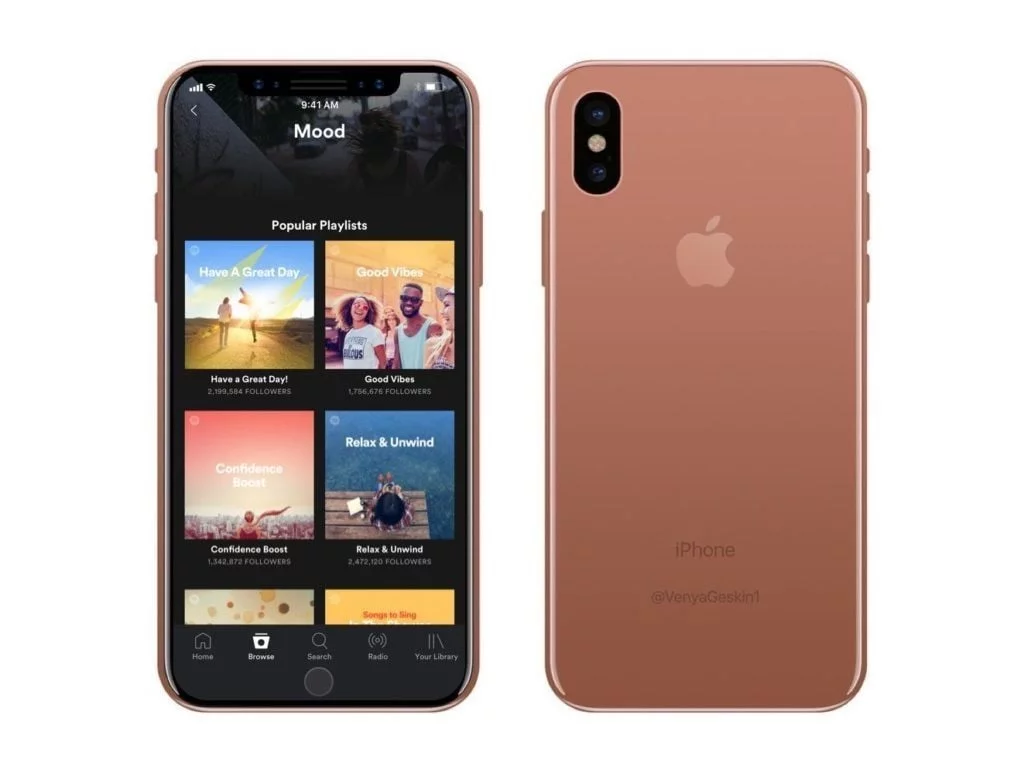 9:41 AM
Mood
Popular Playlists
Have A Great Day
Good Vibes
Have a Great Day!
Good Vibes
2,199,584 FOLLOWERS
1,756,676 FOLLOWERS
Confidence
Boost
Relax & Unwind
Confidence Boost
Relax & Unwind
1,342,872 FOLLOWERS
2,472,120 FOLLOWERS
Songs to Sing
Home
Browse
Search
Radio
Your Library
iPhone
@VenyaGeskin1